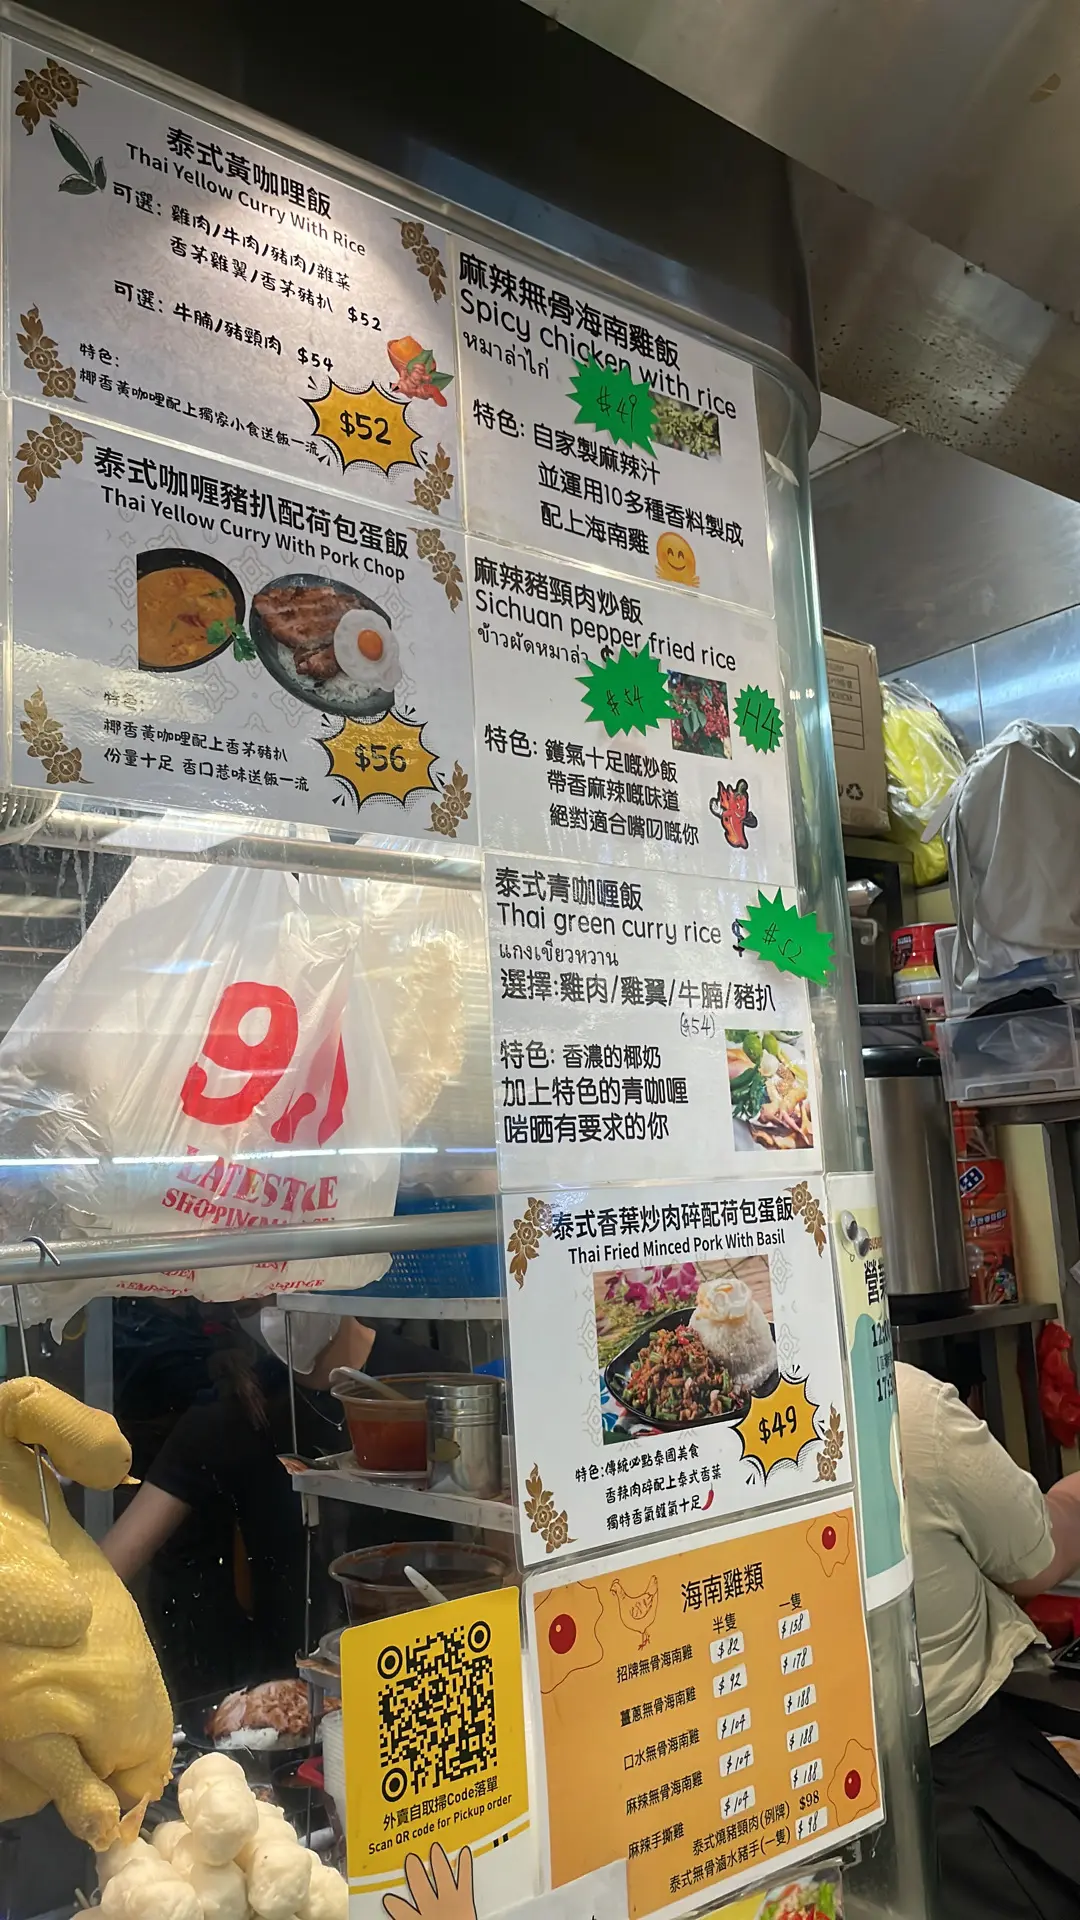 泰式黃咖哩飯
Thai Yellow Curry With Rice
可選: 雞肉/牛肉/豬肉/雜菜
香茅雞翼/香茅豬扒 $52
可選: 牛腩/豬頸肉 $54
特色:
椰香黃咖哩配上獨家小食送飯一流
$52
泰式咖喱豬扒配荷包蛋飯
Thai Yellow Curry With Pork Chop
特色:
椰香黃咖哩配上香茅豬扒
份量十足 香口惹味送飯一流
$56
麻辣無骨海南雞飯
Spicy chicken with rice
หมาล่าไก่
$49
特色: 自家製麻辣汁
並運用10多種香料製成
配上海南雞
麻辣豬頸肉炒飯
Sichuan pepper fried rice
ข้าวผัดหมาล่า
$54
H4
特色: 鑊氣十足嘅炒飯
帶香麻辣嘅味道
絕對適合嘴叼嘅你
泰式青咖喱飯
Thai green curry rice
$52
แกงเขียวหวาน
選擇:雞肉/雞翼/牛腩/豬扒
($54)
特色: 香濃的椰奶
加上特色的青咖喱
啱晒有要求的你
泰式香葉炒肉碎配荷包蛋飯
Thai Fried Minced Pork With Basil
$49
特色:傳統必點泰國美食
香辣肉碎配上泰式香葉
獨特香氣鑊氣十足
海南雞類
半隻 一隻
招牌無骨海南雞 $82 $158
薑蔥無骨海南雞 $92 $178
口水無骨海南雞 $104 $188
麻辣無骨海南雞 $104 $188
麻辣手撕雞 $104 $188
泰式燒豬頸肉(例牌) $98
泰式無骨滷水豬手(一隻) $98
外賣自取掃Code落單
Scan QR code for Pickup order
9
LATEST